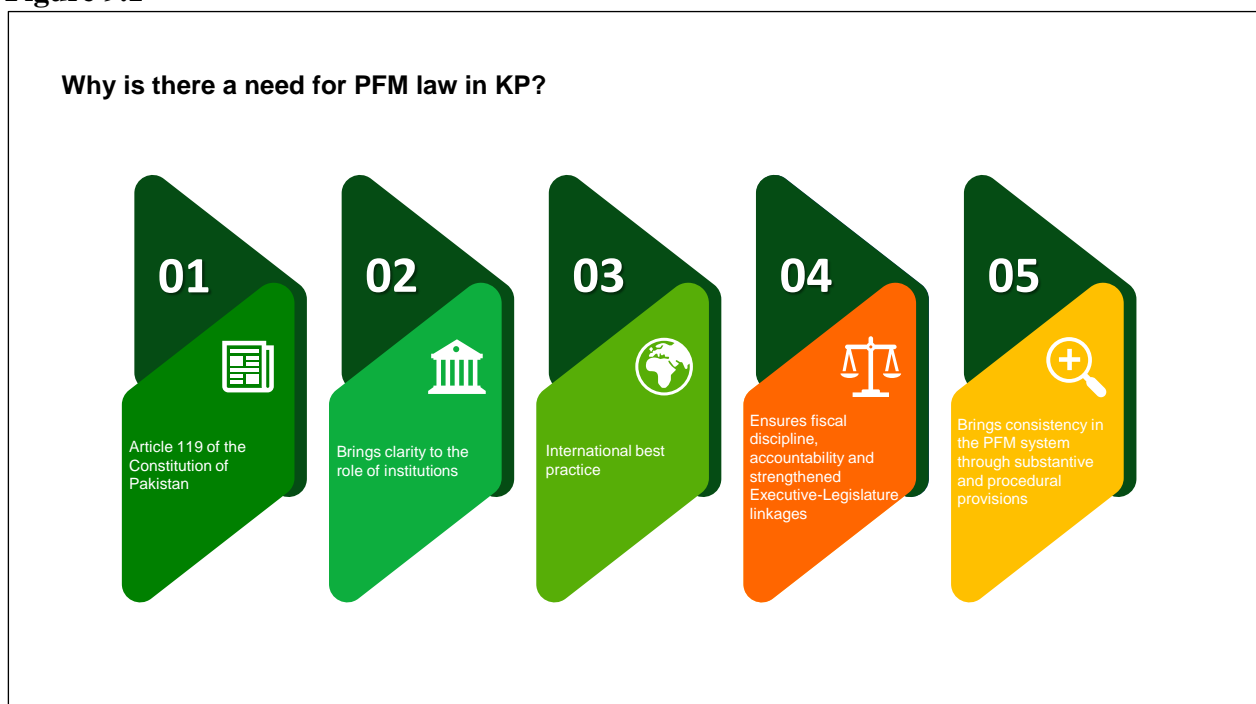 Figure
Why is there a need for PFM law in KP?
01
Article 119 of the
Constitution of
Pakistan
02
Brings clarity to the
role of institutions
03
International best
practice
04
Ensures fiscal
discipline,
accountability and
strengthened
Executive-Legislature
linkages
05
Brings consistency in
the PFM system
through substantive
and procedural
provisions